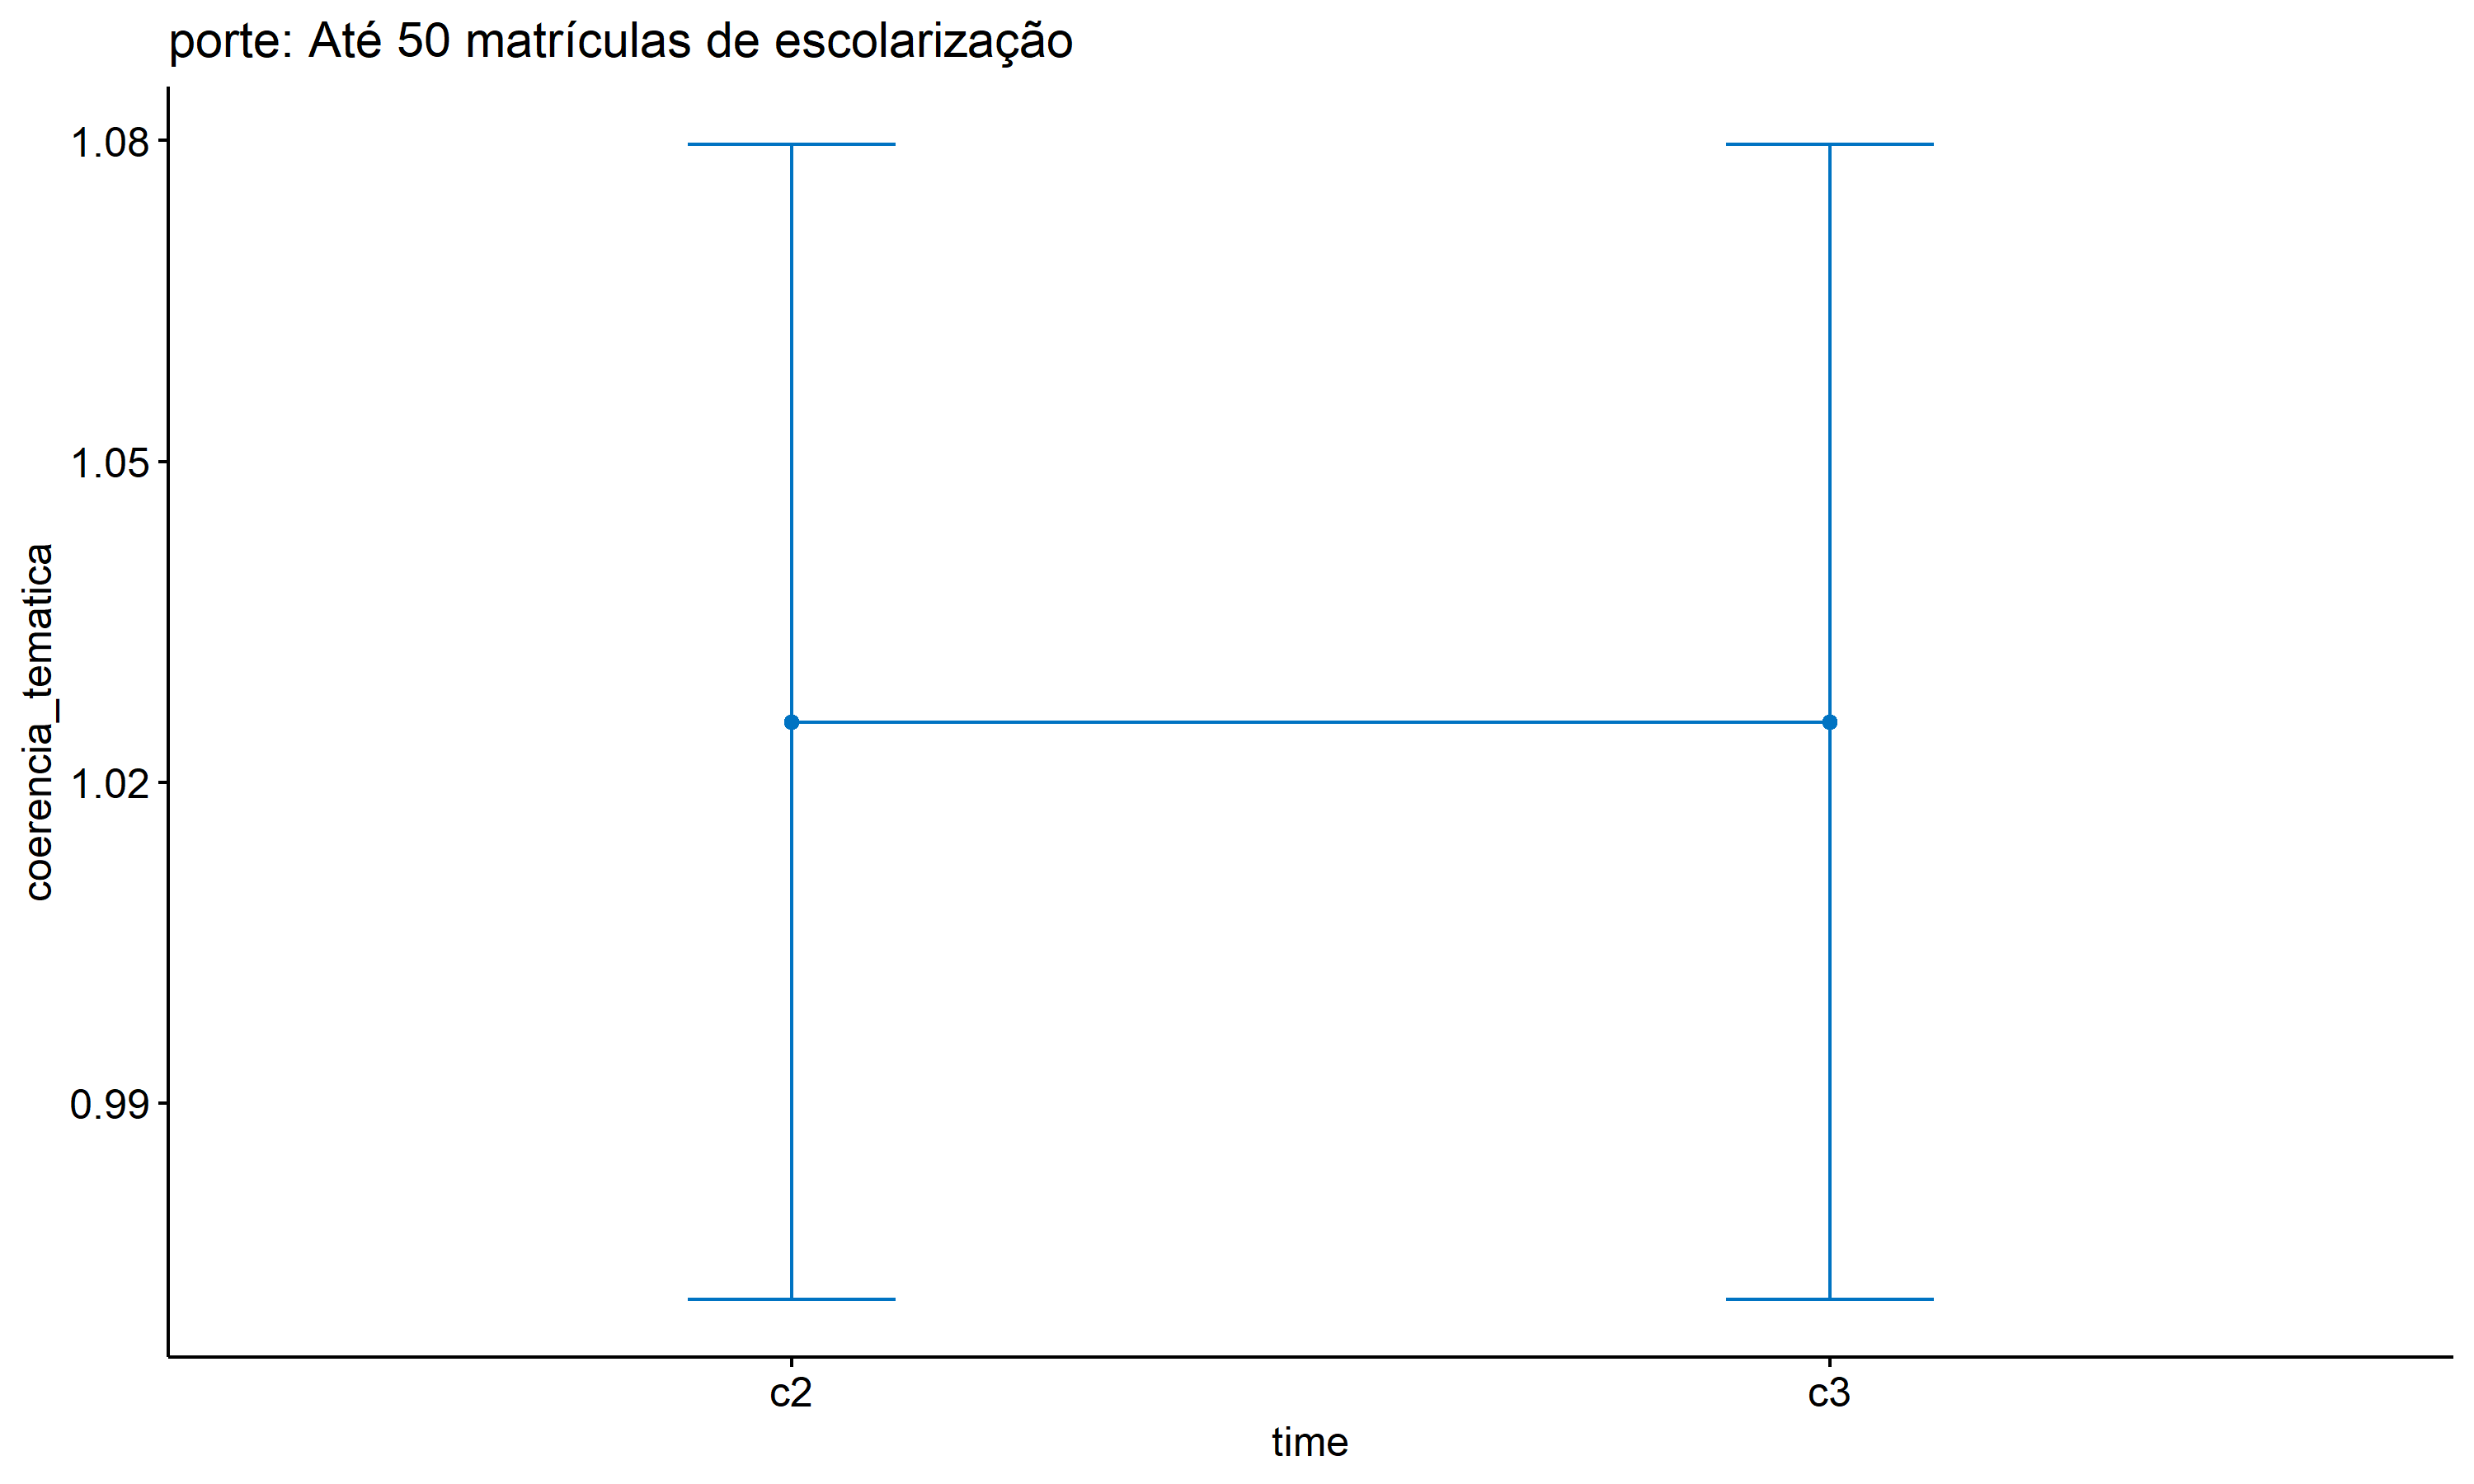 porte: Até 50 matrículas de escolarização
1.08
1.05
1.02
0.99
coerencia_tematica
c2
c3
time